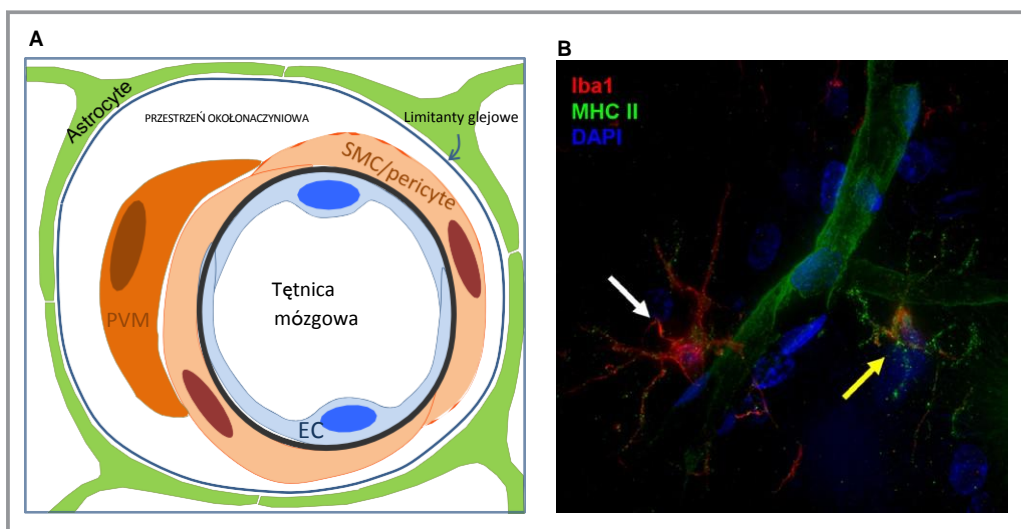 A
Astrocyte
PRZESTRZEŃ OKOŁONACZYNIOWA
Limitanty glejowe
SMC/pericyte
PVM
Tętnica
mózgowa
EC
B
Iba1
MHC II
DAPI